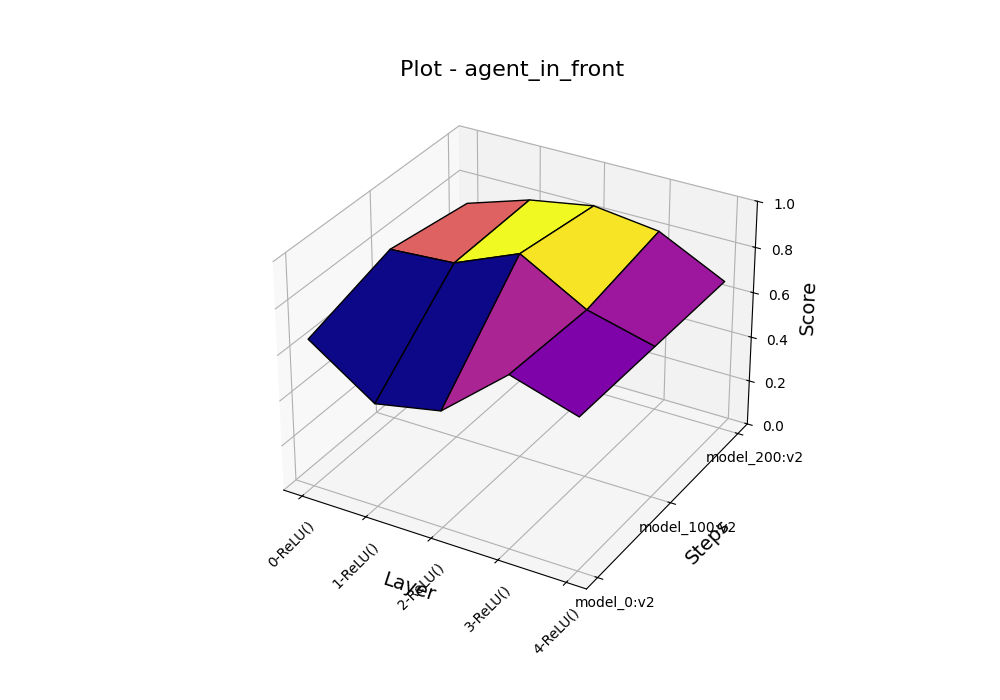 Plot - agent_in_front
1.0
0.8
0.6
0.4
0.2
0.0
Score
model_200:v2
model_100:v2
model_0:v2
Steps
0-ReLU()
1-ReLU()
2-ReLU()
3-ReLU()
4-ReLU()
Layer